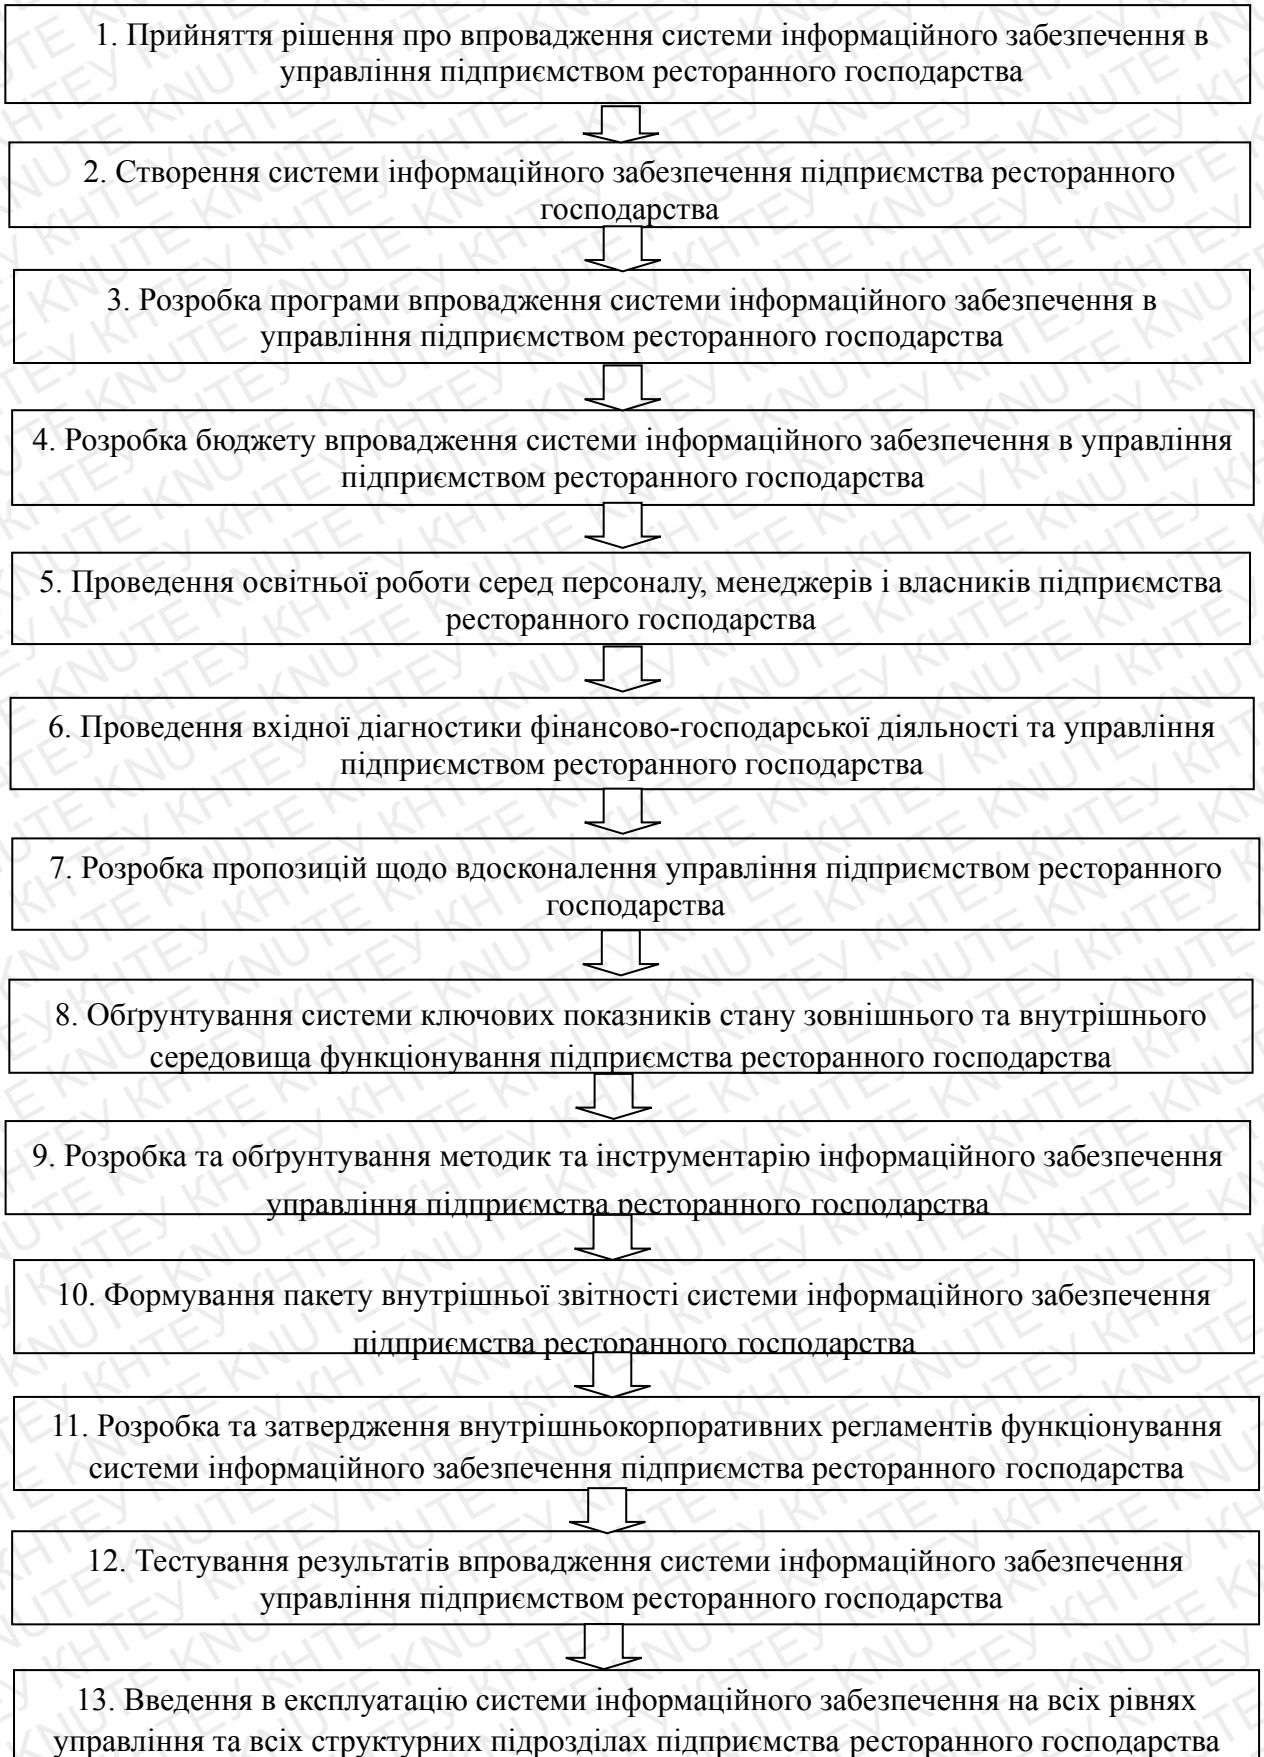 1. Прийняття рішення про впровадження системи інформаційного забезпечення в
управління підприємством ресторанного господарства
2. Створення системи інформаційного забезпечення підприємства ресторанного
господарства
3. Розробка програми впровадження системи інформаційного забезпечення в
управління підприємством ресторанного господарства
4. Розробка бюджету впровадження системи інформаційного забезпечення в управління
підприємством ресторанного господарства
5. Проведення освітньої роботи серед персоналу, менеджерів і власників підприємства
ресторанного господарства
6. Проведення вхідної діагностики фінансово-господарської діяльності та управління
підприємством ресторанного господарства
7. Розробка пропозицій щодо вдосконалення управління підприємством ресторанного
господарства
8. Обґрунтування системи ключових показників стану зовнішнього та внутрішнього
середовища функціонування підприємства ресторанного господарства
9. Розробка та обґрунтування методик та інструментарію інформаційного забезпечення
управління підприємства ресторанного господарства
10. Формування пакету внутрішньої звітності системи інформаційного забезпечення
підприємства ресторанного господарства
11. Розробка та затвердження внутрішньокорпоративних регламентів функціонування
системи інформаційного забезпечення підприємства ресторанного господарства
12. Тестування результатів впровадження системи інформаційного забезпечення
управління підприємством ресторанного господарства
13. Введення в експлуатацію системи інформаційного забезпечення на всіх рівнях
управління та всіх структурних підрозділах підприємства ресторанного господарства